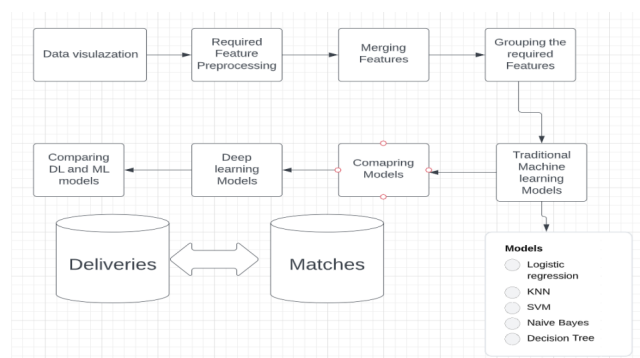 Data visulazation
Required
Feature
Preprocessing
Merging
Features
Grouping the
required
Features
Comparing
DL and ML
models
Deep
learning
Models
Comapring
Models
Traditional
Machine
learning
Models
Deliveries
Matches
Models
Logistic
regression
KNN
SVM
Naive Bayes
Decision Tree